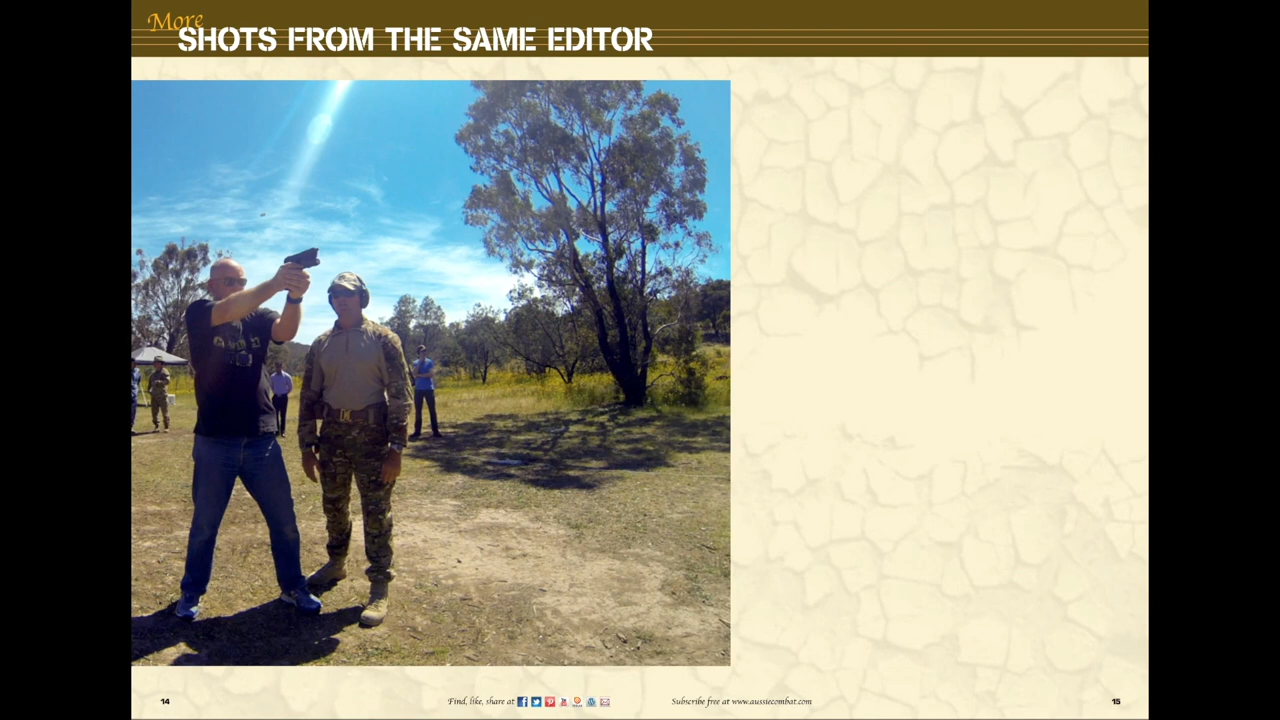 More
SHOTS FROM THE SAME EDITOR
14
Find, like, share at
Subscribe free at www.aussiecombat.com
15